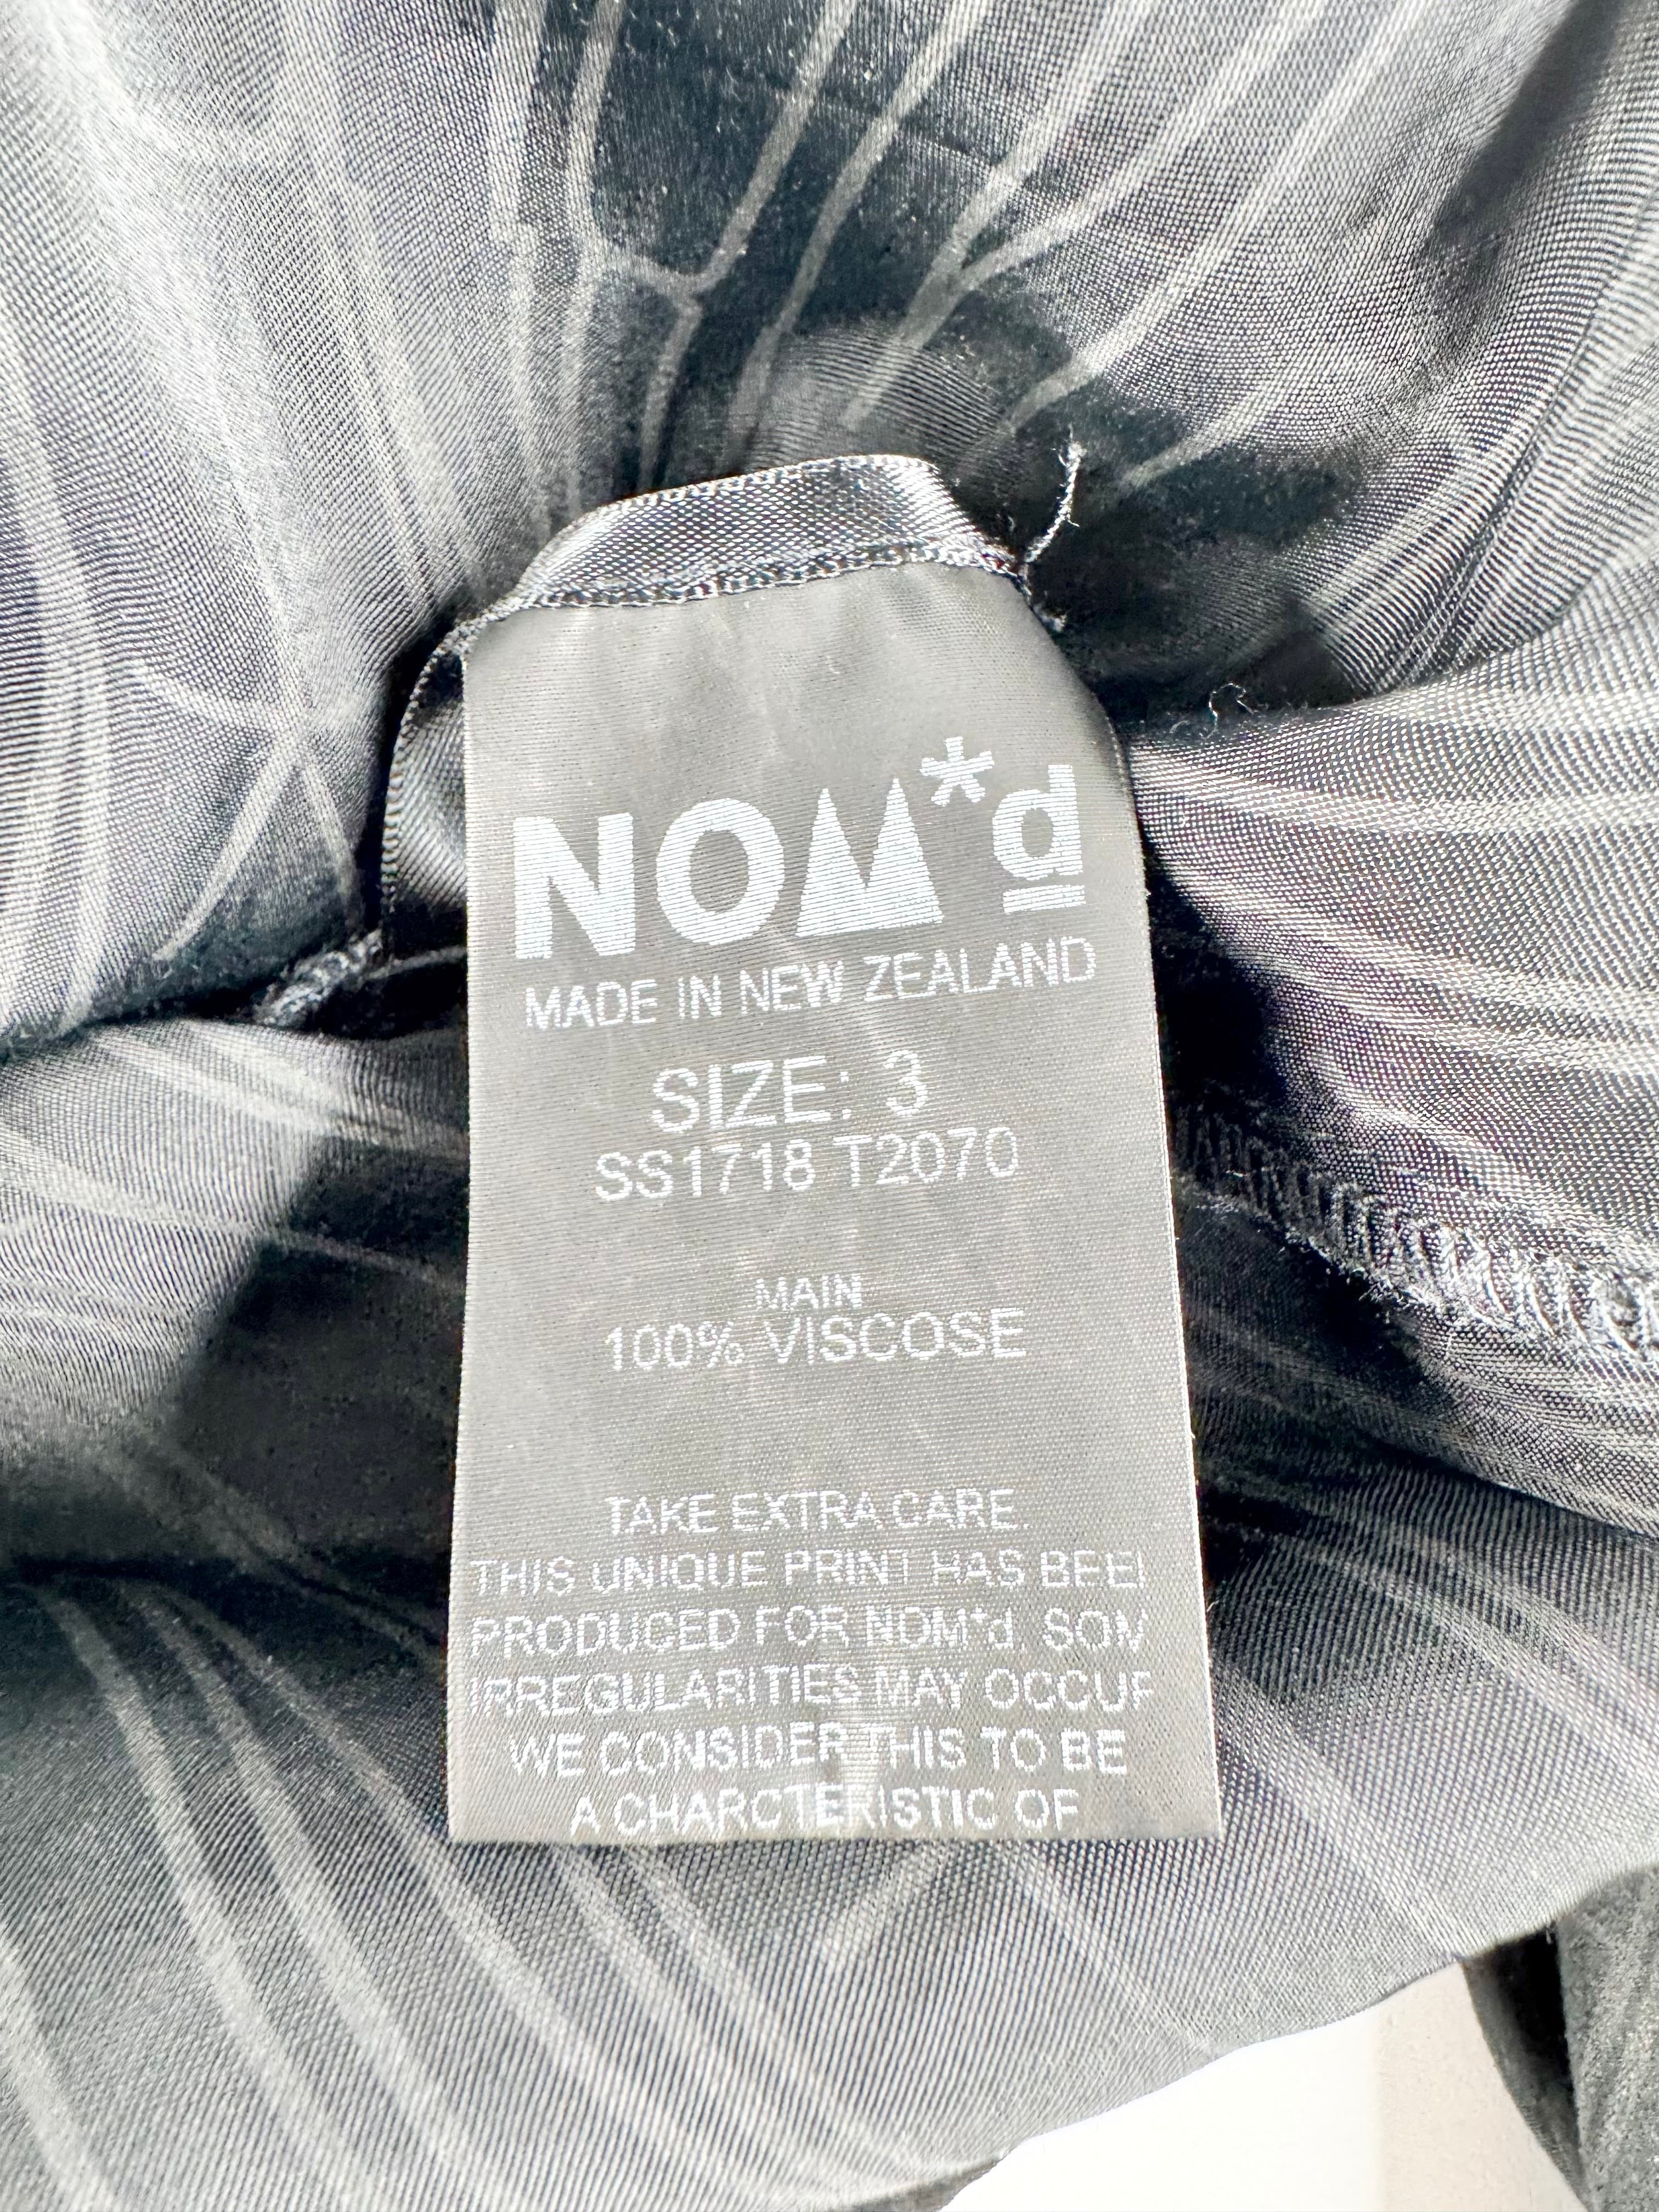 NOM*d
MADE IN NEW ZEALAND
SIZE: 3
SS1718 T2070
MAIN
100% VISCOSE
TAKE EXTRA CARE.
THIS UNIQUE PRINT HAS BEE
PRODUCED FOR NOM*d. SOM
IRREGULARITIES MAY OCCUR
WE CONSIDER THIS TO BE
A CHARCTERISTIC OF